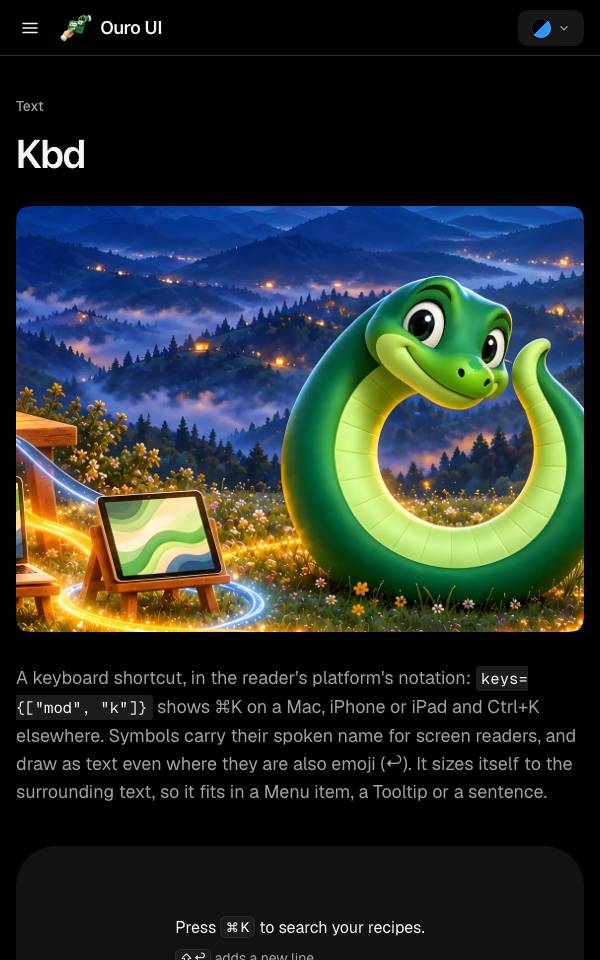 Ouro UI
Text
Kbd
A keyboard shortcut, in the reader's platform's notation: keys=
{["mod", "k"]} shows ⌘K on a Mac, iPhone or iPad and Ctrl+K
elsewhere. Symbols carry their spoken name for screen readers, and
draw as text even where they are also emoji (↩). It sizes itself to the
surrounding text, so it fits in a Menu item, a Tooltip or a sentence.
Press ⌘K to search your recipes.
⇧↩ adds a new line